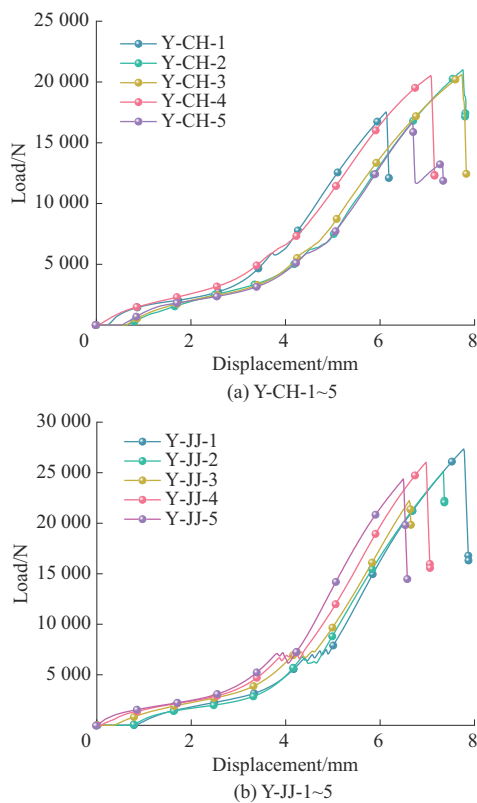 25 000
20 000
15 000
10 000
5 000
0
Load/N
Y-CH-1
Y-CH-2
Y-CH-3
Y-CH-4
Y-CH-5
0 2 4 6 8
Displacement/mm
(a) Y-CH-1~5
30 000
25 000
20 000
15 000
10 000
5 000
0
Load/N
Y-JJ-1
Y-JJ-2
Y-JJ-3
Y-JJ-4
Y-JJ-5
0 2 4 6 8
Displacement/mm
(b) Y-JJ-1~5